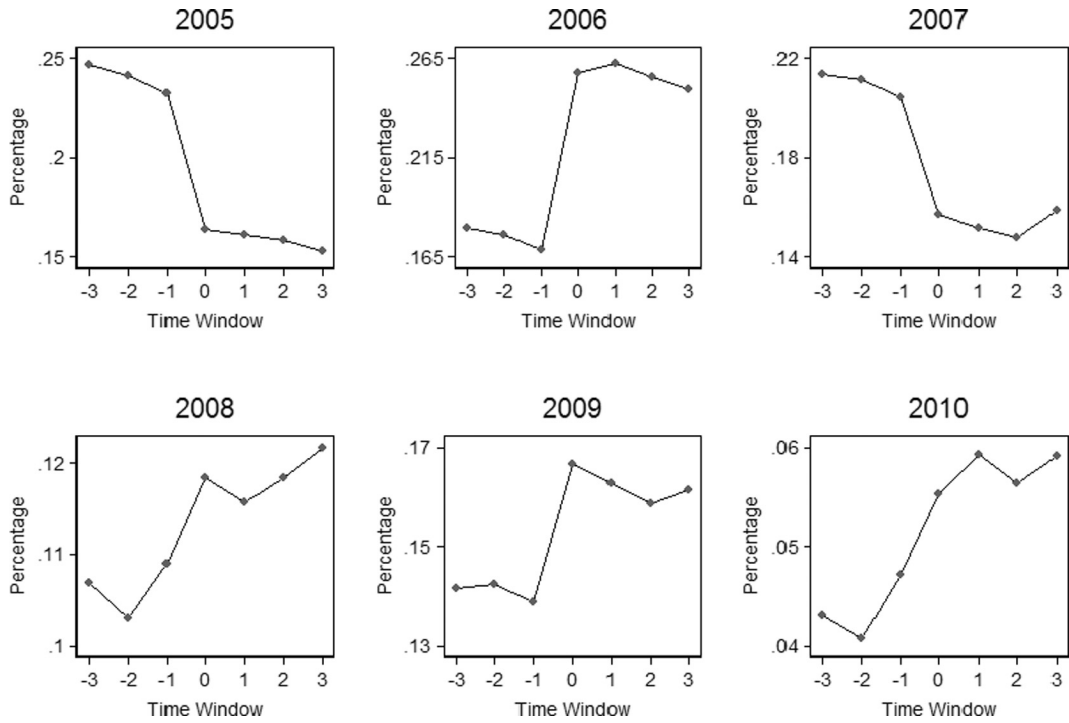 2005 2006 2007
.25 .265 .22
Percentage Percentage Percentage
.2 .215 .18
.15 .165 .14
-3 -2 -1 0 1 2 3 -3 -2 -1 0 1 2 3 -3 -2 -1 0 1 2 3
Time Window Time Window Time Window
2008 2009 2010
.12 .17 .06
Percentage Percentage Percentage
.11 .15 .05
.1 .13 .04
-3 -2 -1 0 1 2 3 -3 -2 -1 0 1 2 3 -3 -2 -1 0 1 2 3
Time Window Time Window Time Window